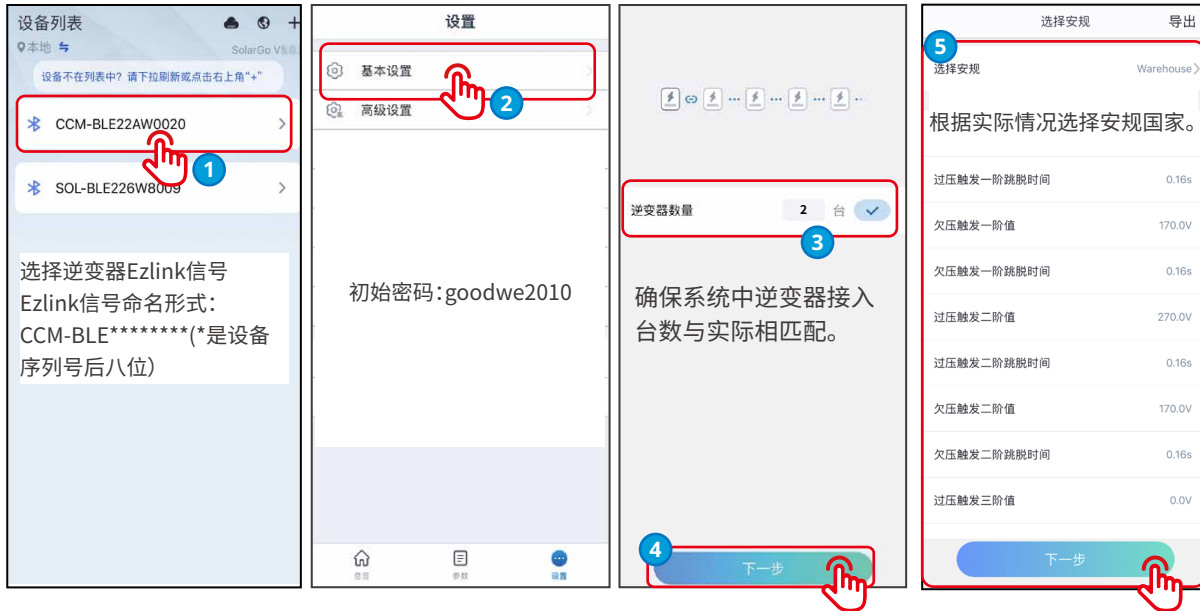 设备列表
本地
SolarGo
设备不在列表中？请下拉刷新或点击右上角“+”
CCM-BLE22AW0020
1
SOL-BLE226W8009
选择逆变器Ezlink信号
Ezlink信号命名形式：
CCM-BLE********(*是设备
序列号后八位）
设置
基本设置
2
高级设置
初始密码：goodwe2010
总览
参数
设置
逆变器数量 2 台
3
确保系统中逆变器接入
台数与实际相匹配。
4
下一步
选择安规 导出
5
选择安规 Warehouse
根据实际情况选择安规国家。
过压触发一阶跳脱时间 0.16s
欠压触发一阶值 170.0V
欠压触发一阶跳脱时间 0.16s
过压触发二阶值 270.0V
过压触发二阶跳脱时间 0.16s
欠压触发二阶值 170.0V
欠压触发二阶跳脱时间 0.16s
过压触发三阶值 0.0V
下一步